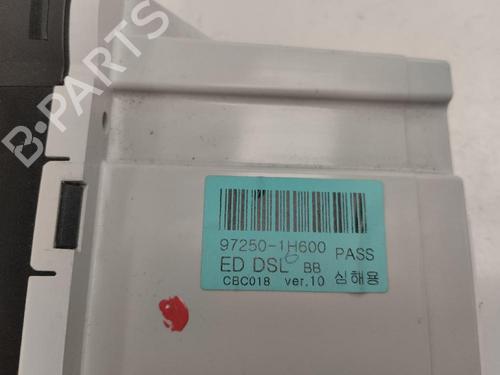 B-PARTS
97250-1H600 PASS
ED DSL BB
CBC018 ver.10 심해용